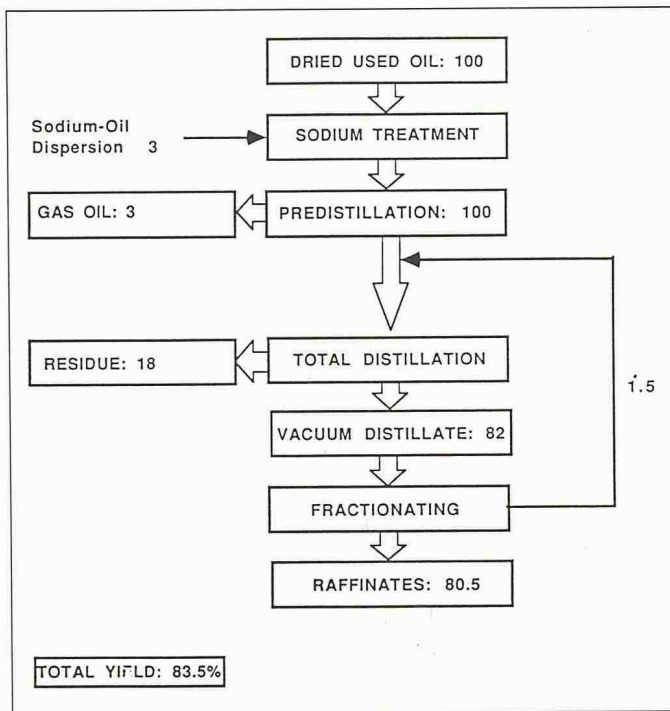 DRIED USED OIL: 100
Sodium-Oil
Dispersion 3
SODIUM TREATMENT
GAS OIL: 3
PREDISTILLATION: 100
RESIDUE: 18
TOTAL DISTILLATION
1.5
VACUUM DISTILLATE: 82
FRACTIONATING
RAFFINATES: 80.5
TOTAL YIELD: 83.5%